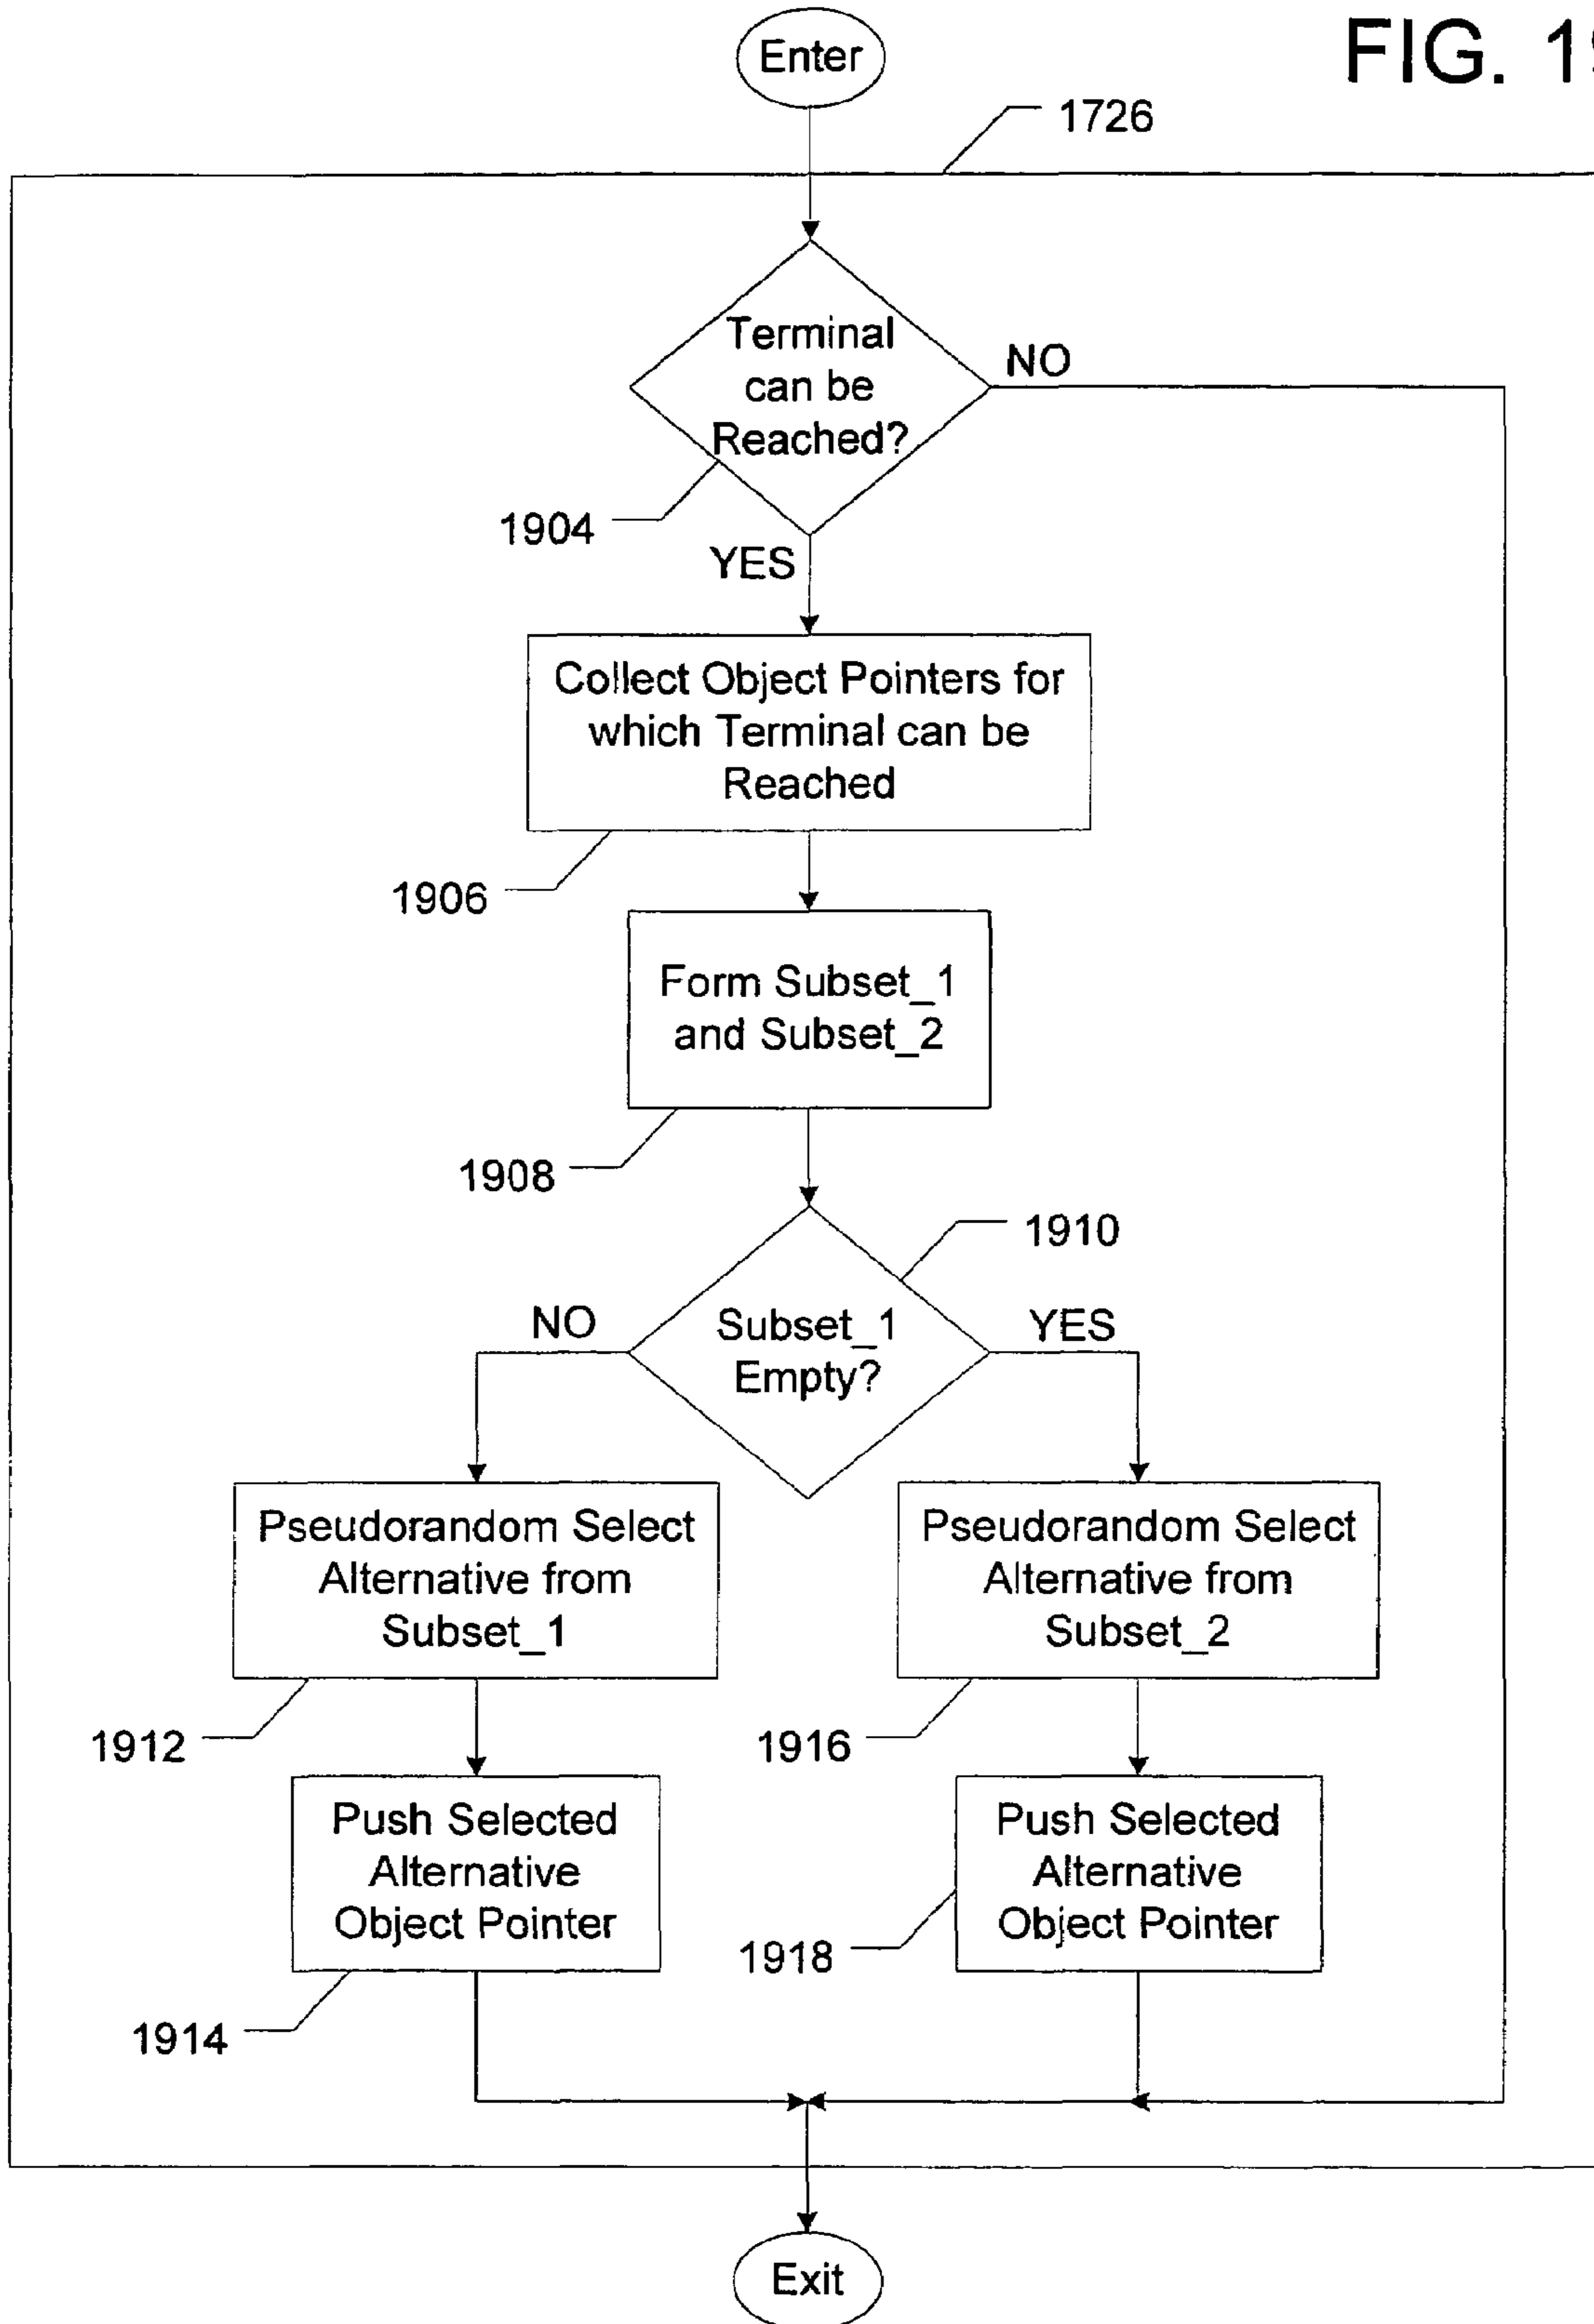 Enter
FIG. 19
1726
Terminal
can be
Reached?
NO
1904
YES
Collect Object Pointers for
which Terminal can be
Reached
1906
Form Subset_1
and Subset_2
1908
1910
NO
Subset_1
Empty?
YES
Pseudorandom Select
Alternative from
Subset_1
Pseudorandom Select
Alternative from
Subset_2
1912
1916
Push Selected
Alternative
Object Pointer
Push Selected
Alternative
Object Pointer
1918
1914
Exit